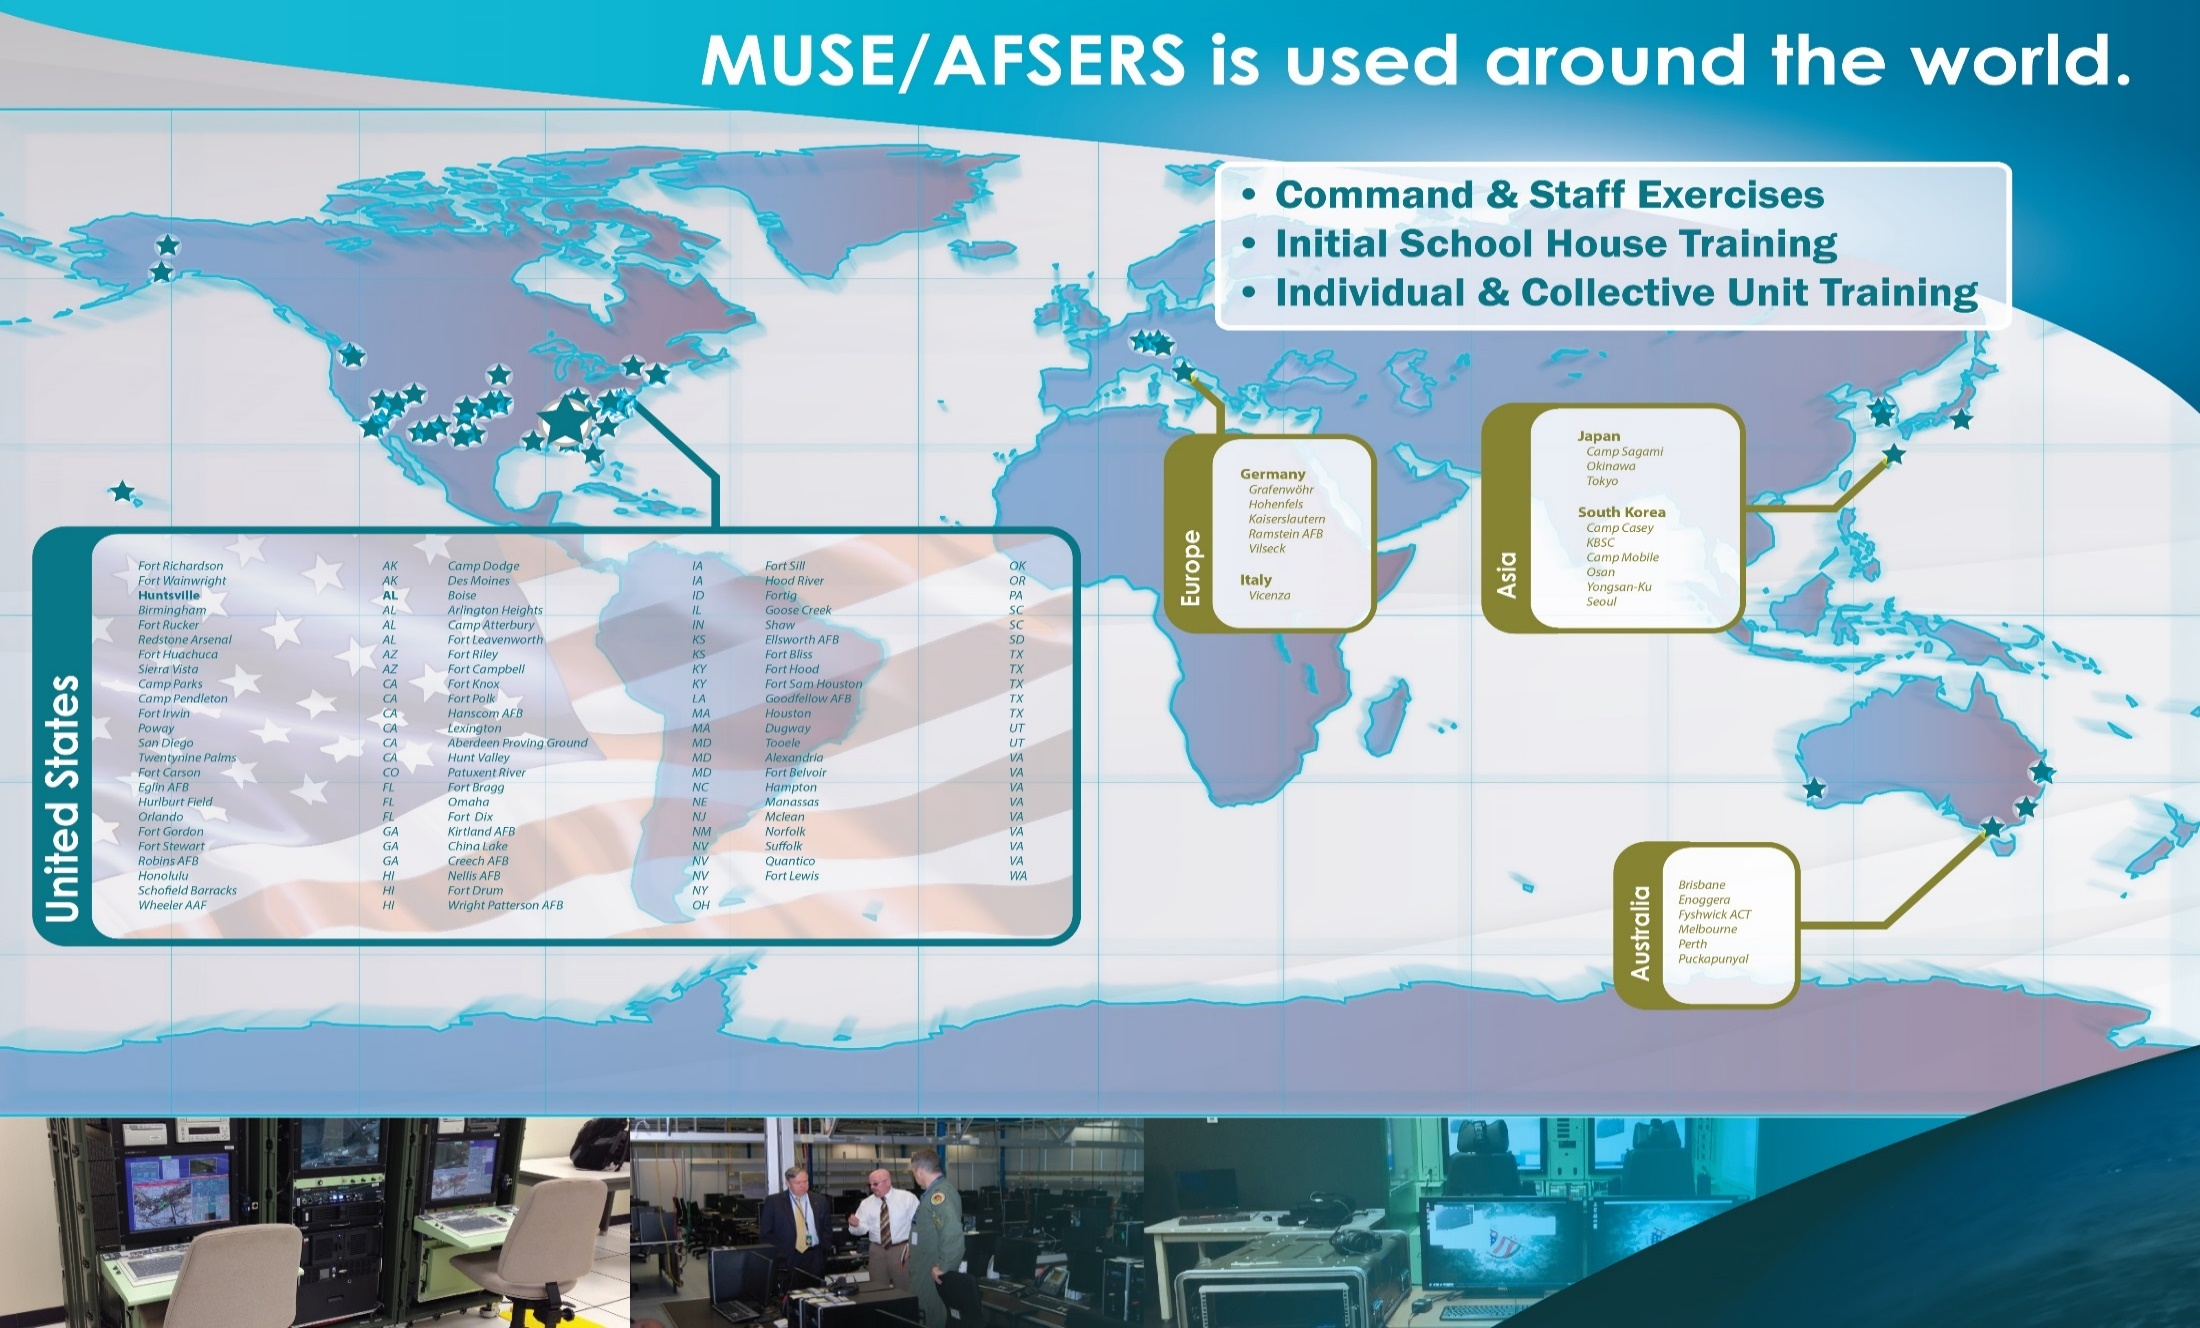 MUSE/AFSERS is used around the world.
• Command & Staff Exercises
• Initial School House Training
• Individual & Collective Unit Training
United States
Fort Richardson AK
Fort Wainwright AK
Huntsville AL
Birmingham AL
Fort Rucker AL
Redstone Arsenal AL
Fort Huachuca AZ
Sierra Vista AZ
Camp Parks CA
Camp Pendleton CA
Fort Irwin CA
Poway CA
San Diego CA
Twentynine Palms CA
Fort Carson CO
Eglin AFB FL
Hurlburt Field FL
Orlando FL
Fort Gordon GA
Fort Stewart GA
Robins AFB GA
Honolulu HI
Schofield Barracks HI
Wheeler AAF HI
Camp Dodge IA
Des Moines IA
Boise ID
Arlington Heights IL
Camp Atterbury IN
Fort Leavenworth KS
Fort Riley KS
Fort Campbell KY
Fort Knox KY
Fort Polk LA
Hanscom AFB MA
Lexington MA
Aberdeen Proving Ground MD
Hunt Valley MD
Patuxent River MD
Fort Bragg NC
Omaha NE
Fort Dix NJ
Kirtland AFB NM
China Lake NV
Creech AFB NV
Nellis AFB NV
Fort Drum NY
Wright Patterson AFB OH
Fort Sill OK
Hood River OR
Fortig PA
Goose Creek SC
Shaw SC
Ellsworth AFB SD
Fort Bliss TX
Fort Hood TX
Fort Sam Houston TX
Goodfellow AFB TX
Houston TX
Dugway UT
Tooele UT
Alexandria VA
Fort Belvoir VA
Hampton VA
Manassas VA
Mclean VA
Norfolk VA
Suffolk VA
Quantico VA
Fort Lewis WA
Europe
Germany
Grafenwöhr
Hohenfels
Kaiserslautern
Ramstein AFB
Vilseck
Italy
Vicenza
Asia
Japan
Camp Sagami
Okinawa
Tokyo
South Korea
Camp Casey
KBSC
Camp Mobile
Osan
Yongsan-Ku
Seoul
Australia
Brisbane
Enoggera
Fyshwick ACT
Melbourne
Perth
Puckapunyal